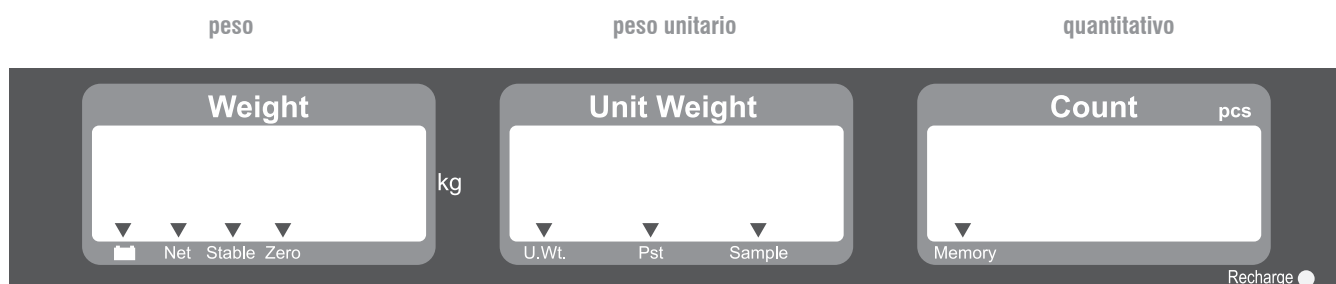 peso peso unitario quantitativo
Weight Unit Weight Count pcs
kg
Net Stable Zero U.Wt. Pst Sample Memory
Recharge